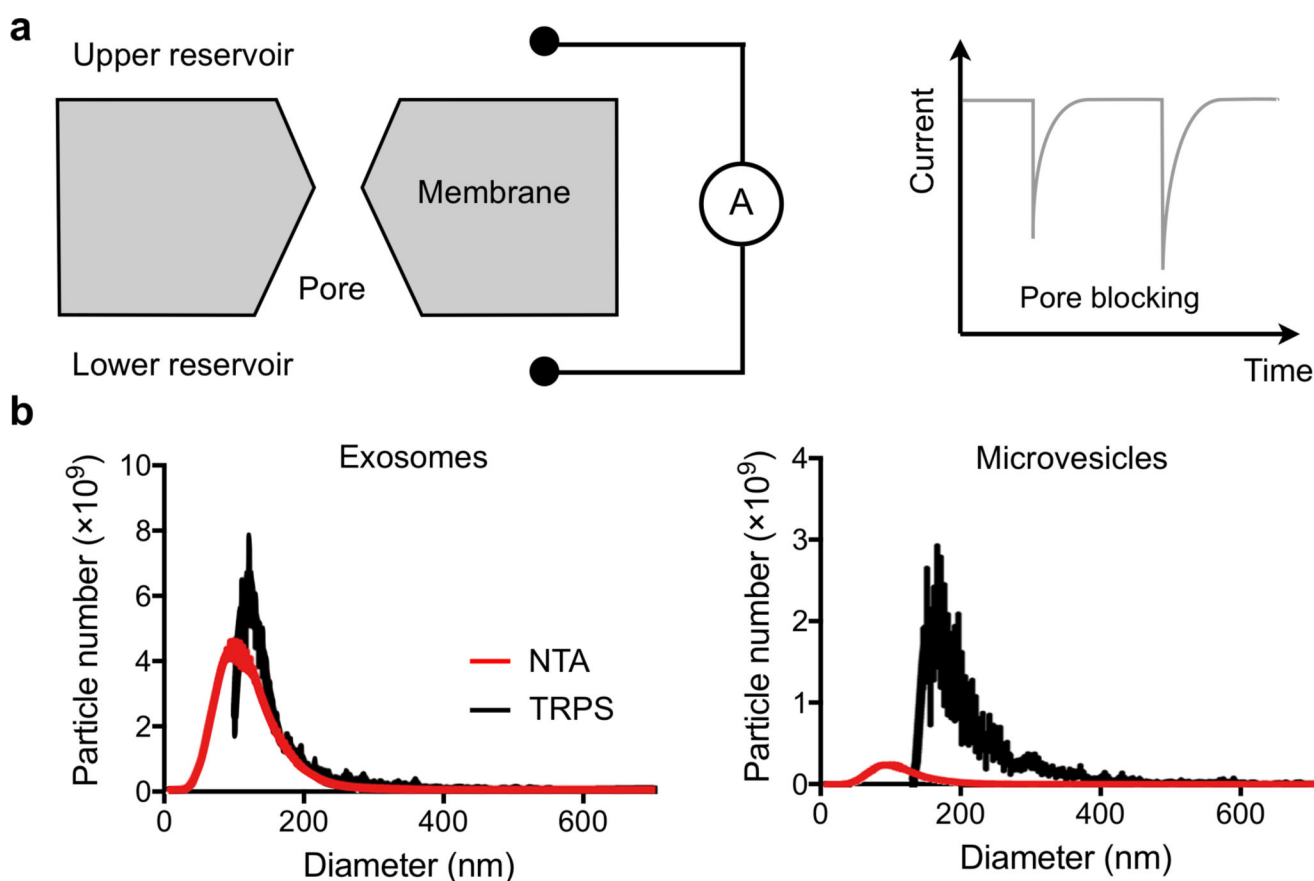 a
Upper reservoir
Membrane
Pore
A
Lower reservoir
Current
Pore blocking
Time
b
Exosomes
Particle number (×10⁹)
10
8
6
4
2
0
NTA
TRPS
0 200 400 600
Diameter (nm)
Microvesicles
Particle number (×10⁹)
4
3
2
1
0
0 200 400 600
Diameter (nm)